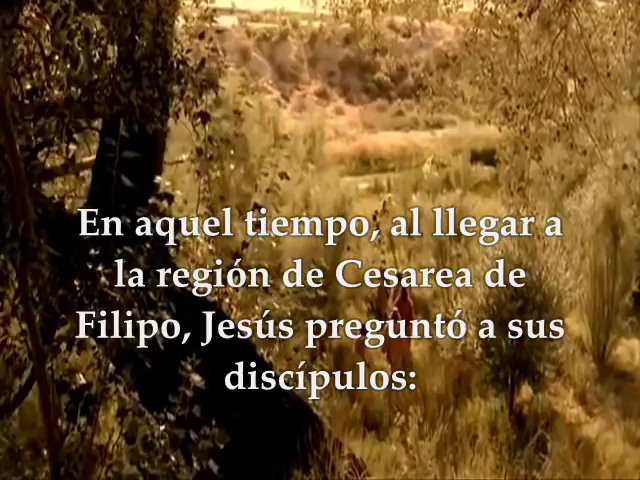 En aquel tiempo, al llegar a
la región de Cesarea de
Filipo, Jesús preguntó a sus
discípulos: